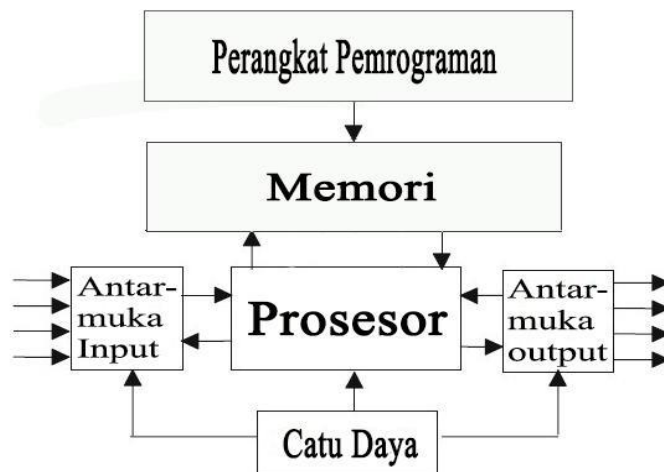 Perangkat Pemrograman
Memori
Antar-
muka
Input
Prosesor
Antar-
muka
output
Catu Daya